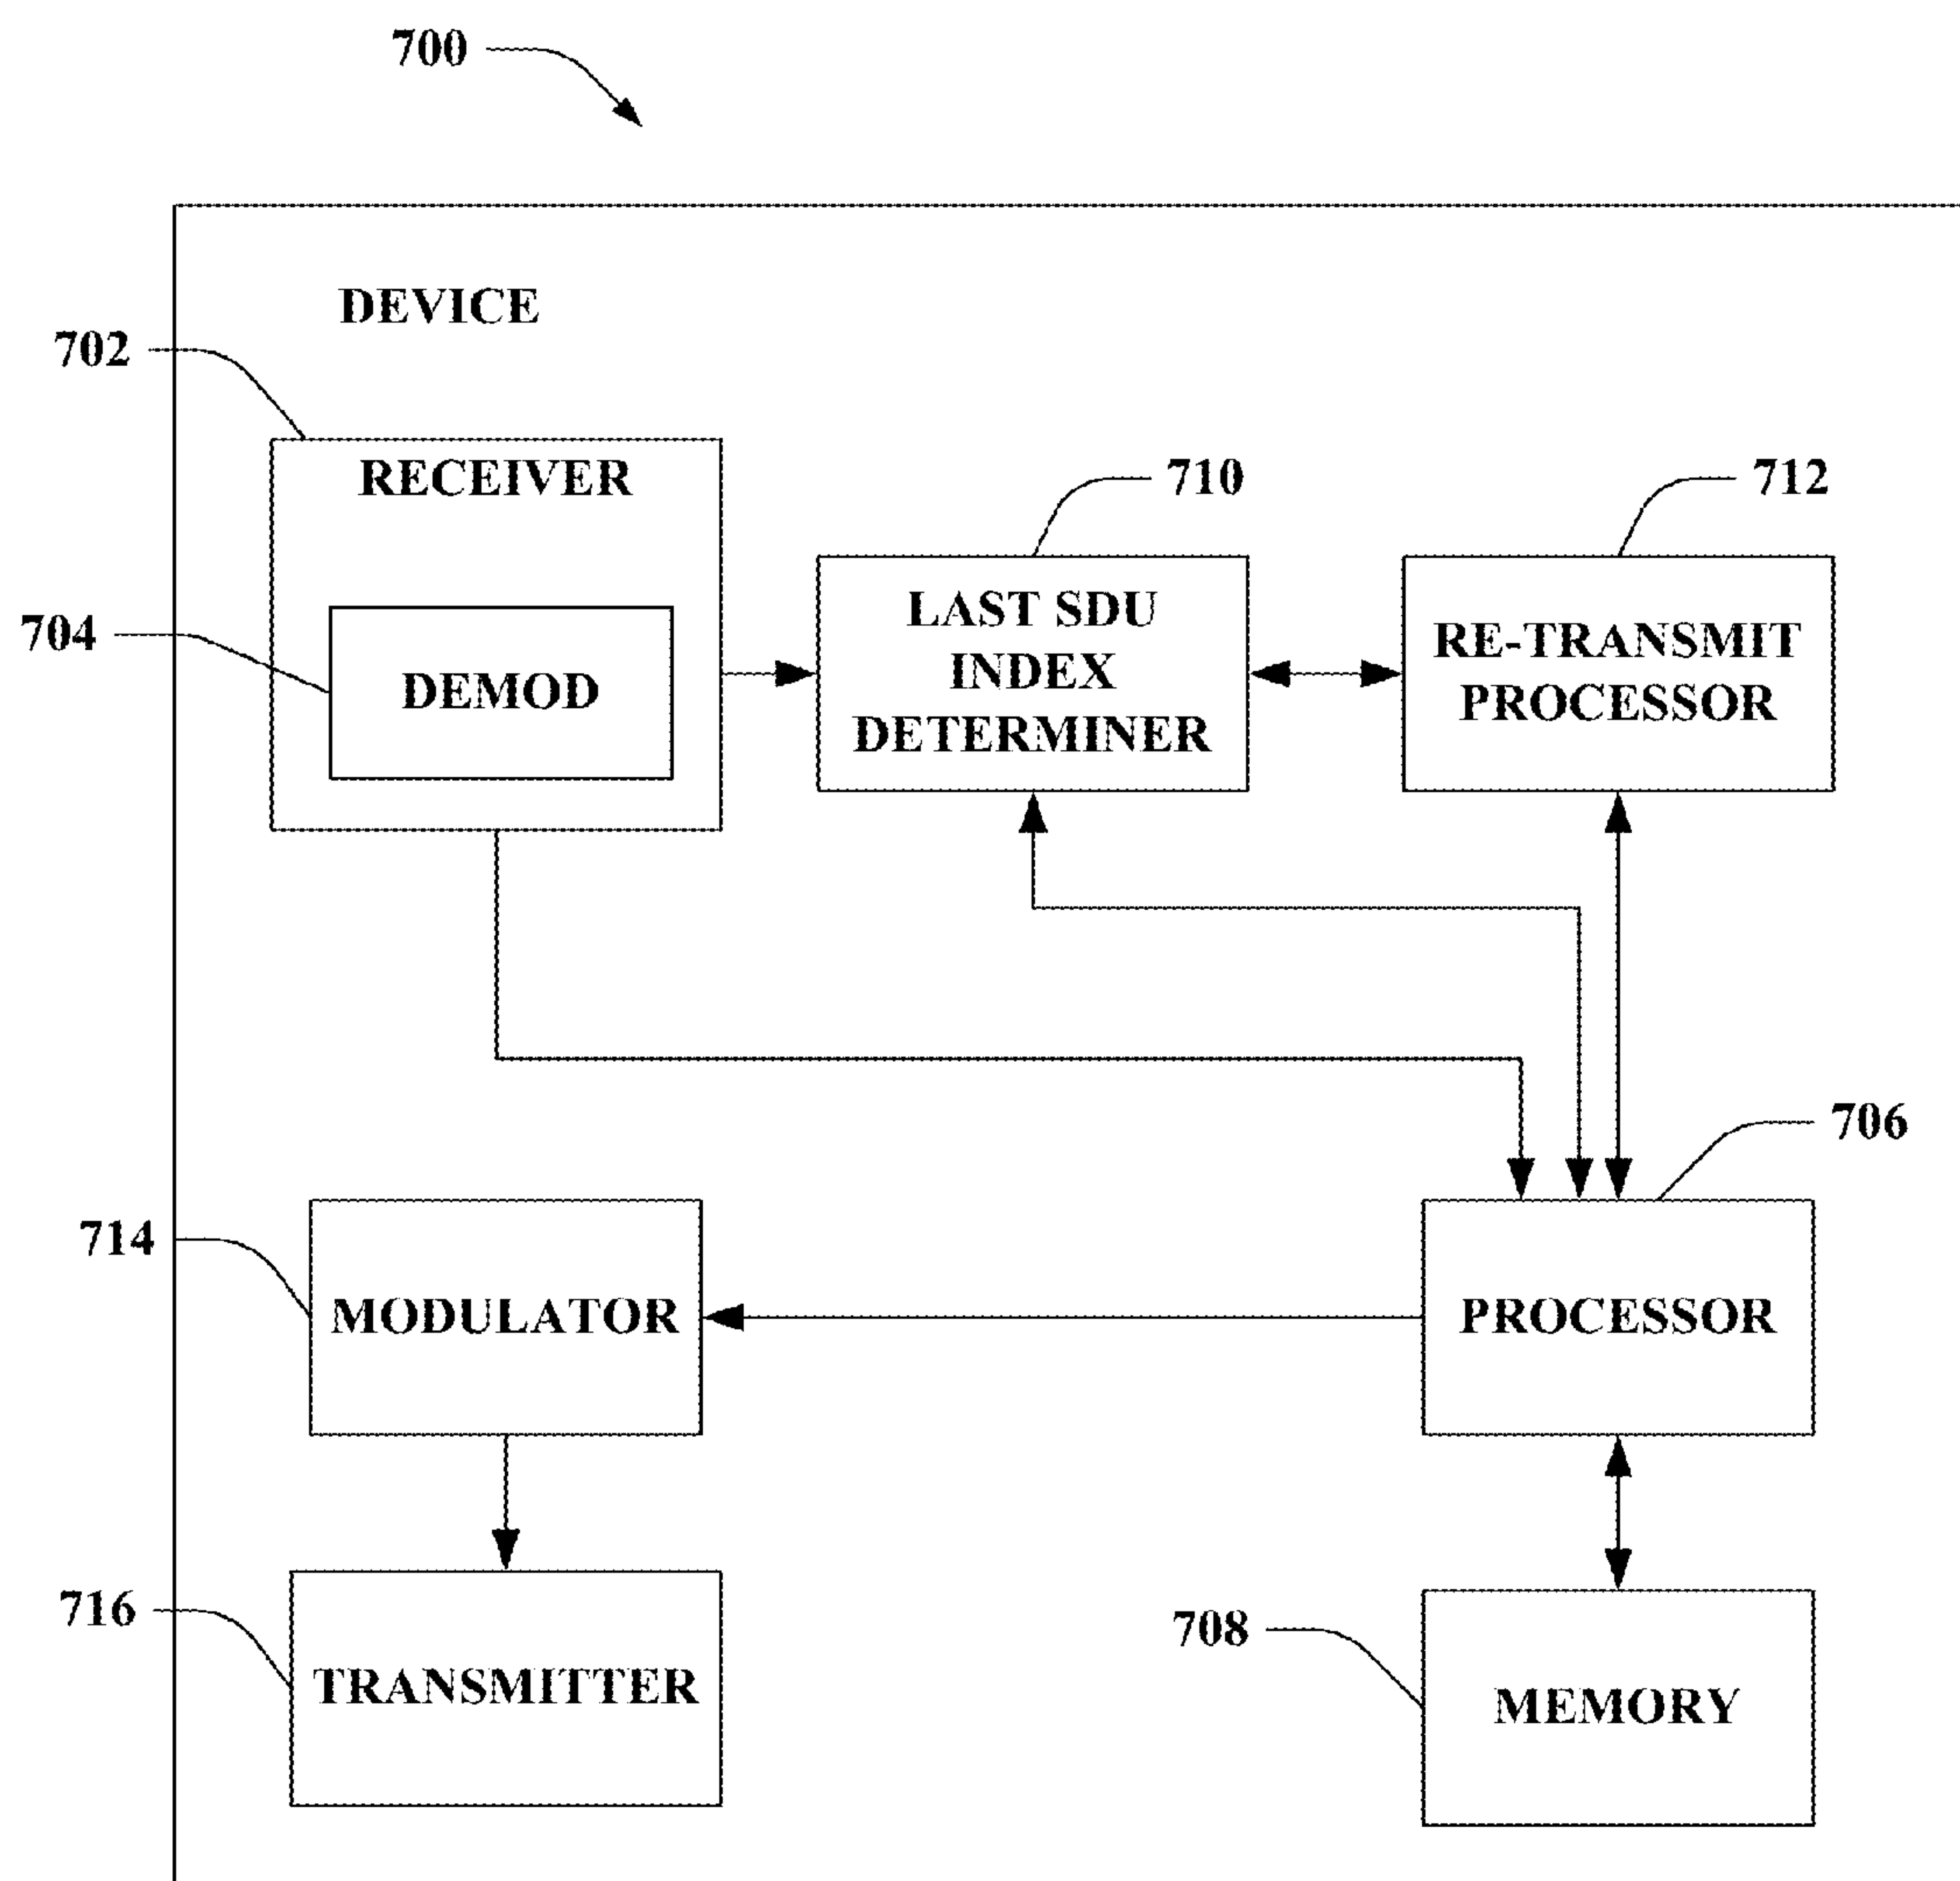 700
DEVICE
702
RECEIVER
710
712
704
DEMOD
LAST SDU
INDEX
DETERMINER
RE-TRANSMIT
PROCESSOR
706
714
MODULATOR
PROCESSOR
716
TRANSMITTER
708
MEMORY